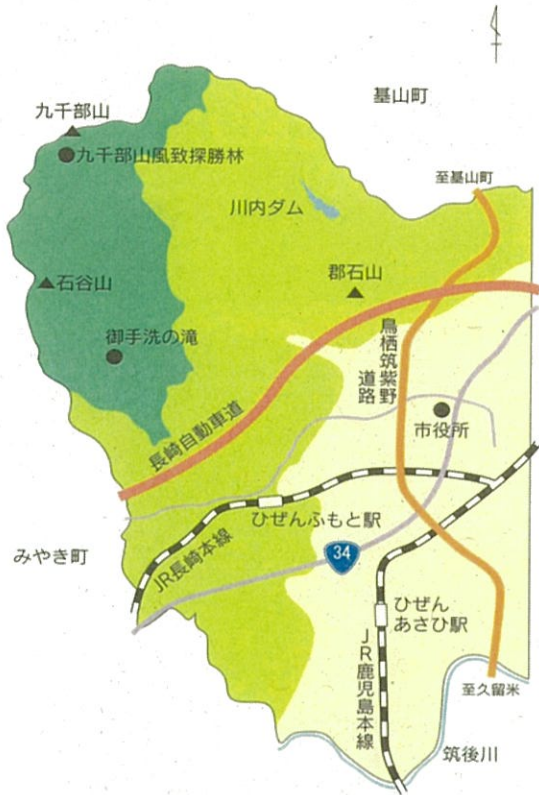 基山町
九千部山
九千部山風致探勝林
至基山町
川内ダム
石谷山
郡石山
御手洗の滝
鳥栖筑紫野
道路
市役所
長崎自動車道
ひぜんふもと駅
みやき町
JR長崎本線
34
ひぜん
あさひ駅
JR鹿児島本線
至久留米
筑後川